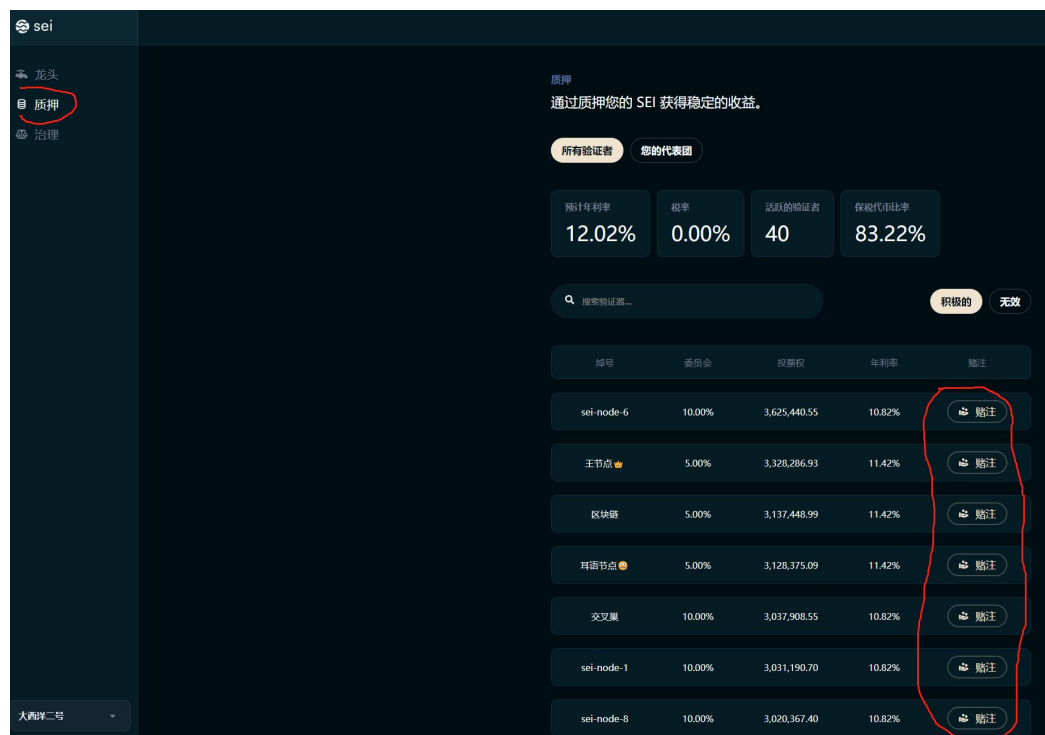 sei
龙头
质押
治理
质押
通过质押您的 SEI 获得稳定的收益。
所有验证者 您的代表团
预计年利率 税率 活跃的验证者 保税代币比率
12.02% 0.00% 40 83.22%
搜索验证器... 积极的 无效
绰号 委员会 投票权 年利率 赌注
sei-node-6 10.00% 3,625,440.55 10.82% 赌注
王节点👑 5.00% 3,328,286.93 11.42% 赌注
区块链 5.00% 3,137,448.99 11.42% 赌注
耳语节点🤪 5.00% 3,128,375.09 11.42% 赌注
交叉巢 10.00% 3,037,908.55 10.82% 赌注
sei-node-1 10.00% 3,031,190.70 10.82% 赌注
sei-node-8 10.00% 3,020,367.40 10.82% 赌注
大西洋二号